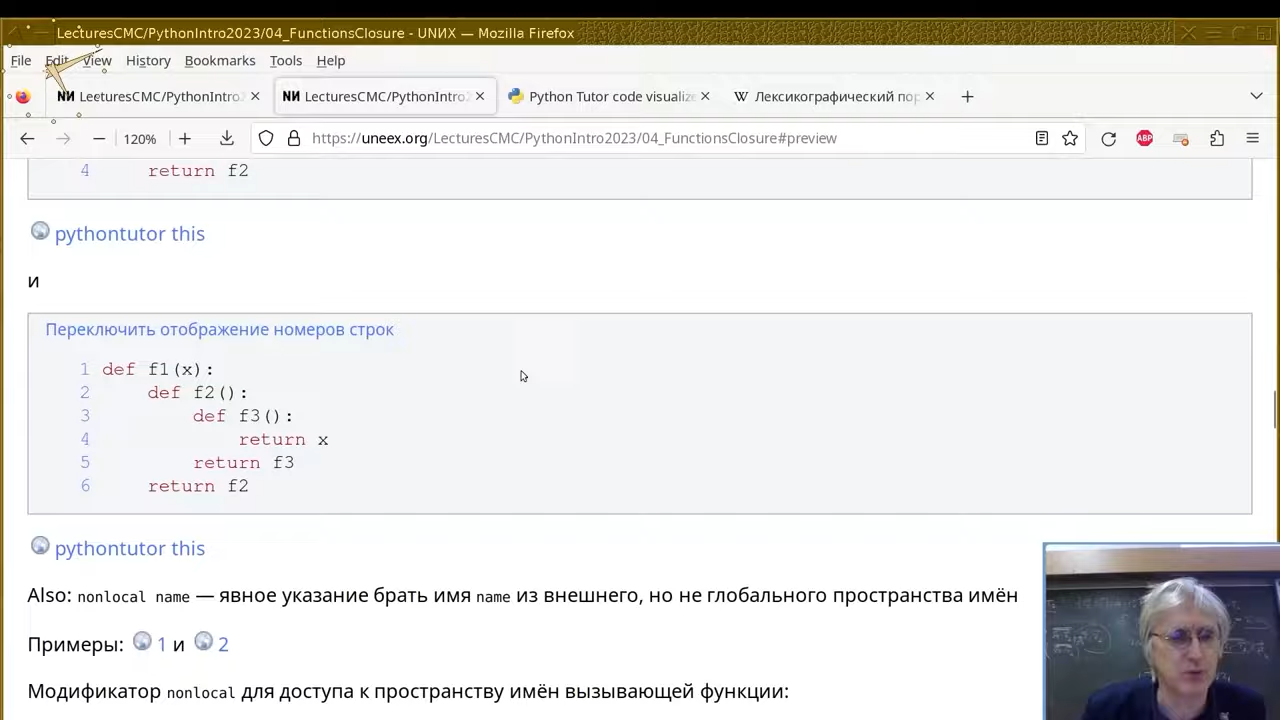 LecturesCMC/PythonIntro2023/04_FunctionsClosure - UNИX — Mozilla Firefox
File Edit View History Bookmarks Tools Help
LecturesCMC/PythonIntro2
LecturesCMC/PythonIntro2
Python Tutor code visualize
Лексикографический пор
120%
https://uneex.org/LecturesCMC/PythonIntro2023/04_FunctionsClosure#preview
4 return f2
pythontutor this
и
Переключить отображение номеров строк
1 def f1(x):
2 def f2():
3 def f3():
4 return x
5 return f3
6 return f2
pythontutor this
Also: nonlocal name — явное указание брать имя name из внешнего, но не глобального пространства имён
Примеры: 1 и 2
Модификатор nonlocal для доступа к пространству имён вызывающей функции: